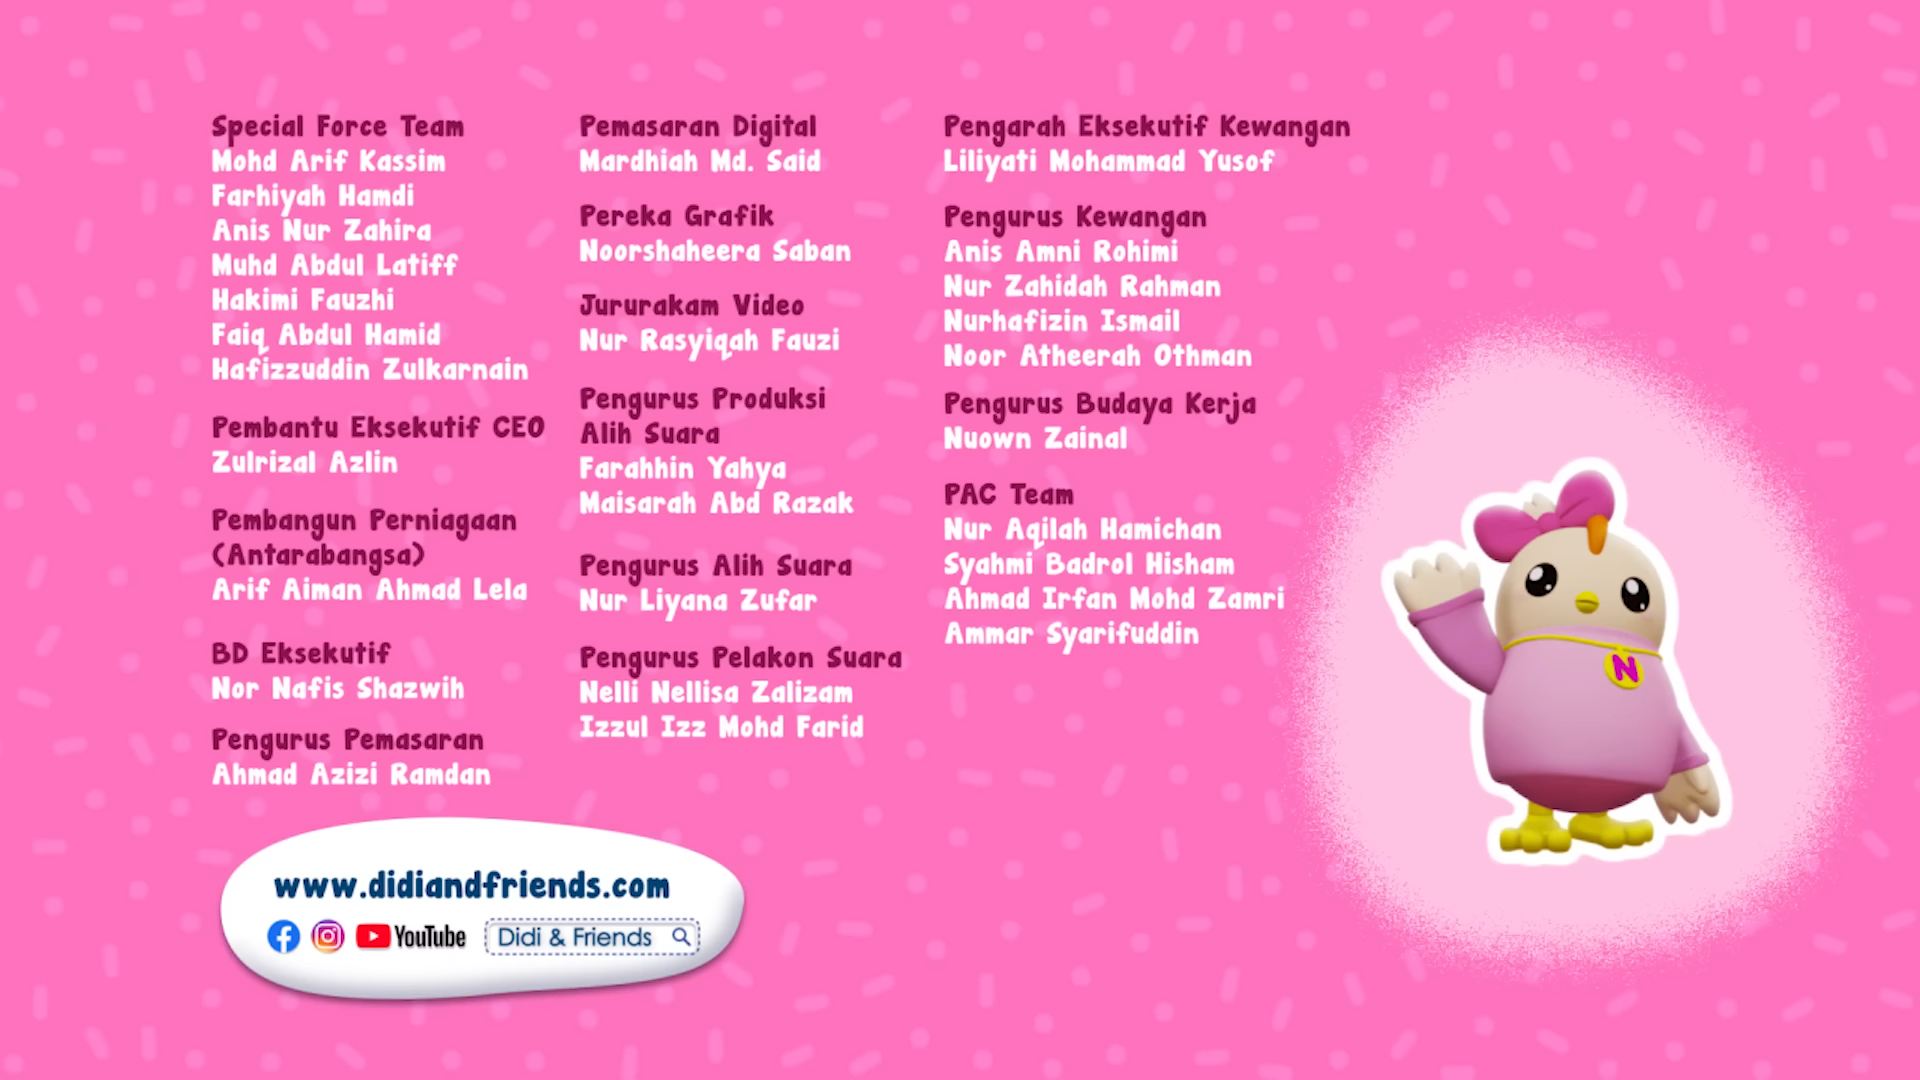 Special Force Team
Mohd Arif Kassim
Farhiyah Hamdi
Anis Nur Zahira
Muhd Abdul Latiff
Hakimi Fauzhi
Faiq Abdul Hamid
Hafizzuddin Zulkarnain
Pembantu Eksekutif CEO
Zulrizal Azlin
Pembangun Perniagaan
(Antarabangsa)
Arif Aiman Ahmad Lela
BD Eksekutif
Nor Nafis Shazwih
Pengurus Pemasaran
Ahmad Azizi Ramdan
Pemasaran Digital
Mardhiah Md. Said
Pereka Grafik
Noorshaheera Saban
Jururakam Video
Nur Rasyiqah Fauzi
Pengurus Produksi
Alih Suara
Farahhin Yahya
Maisarah Abd Razak
Pengurus Alih Suara
Nur Liyana Zufar
Pengurus Pelakon Suara
Nelli Nellisa Zalizam
Izzul Izz Mohd Farid
Pengarah Eksekutif Kewangan
Liliyati Mohammad Yusof
Pengurus Kewangan
Anis Amni Rohimi
Nur Zahidah Rahman
Nurhafizin Ismail
Noor Atheerah Othman
Pengurus Budaya Kerja
Nuown Zainal
PAC Team
Nur Aqilah Hamichan
Syahmi Badrol Hisham
Ahmad Irfan Mohd Zamri
Ammar Syarifuddin
N
www.didiandfriends.com
YouTube Didi & Friends